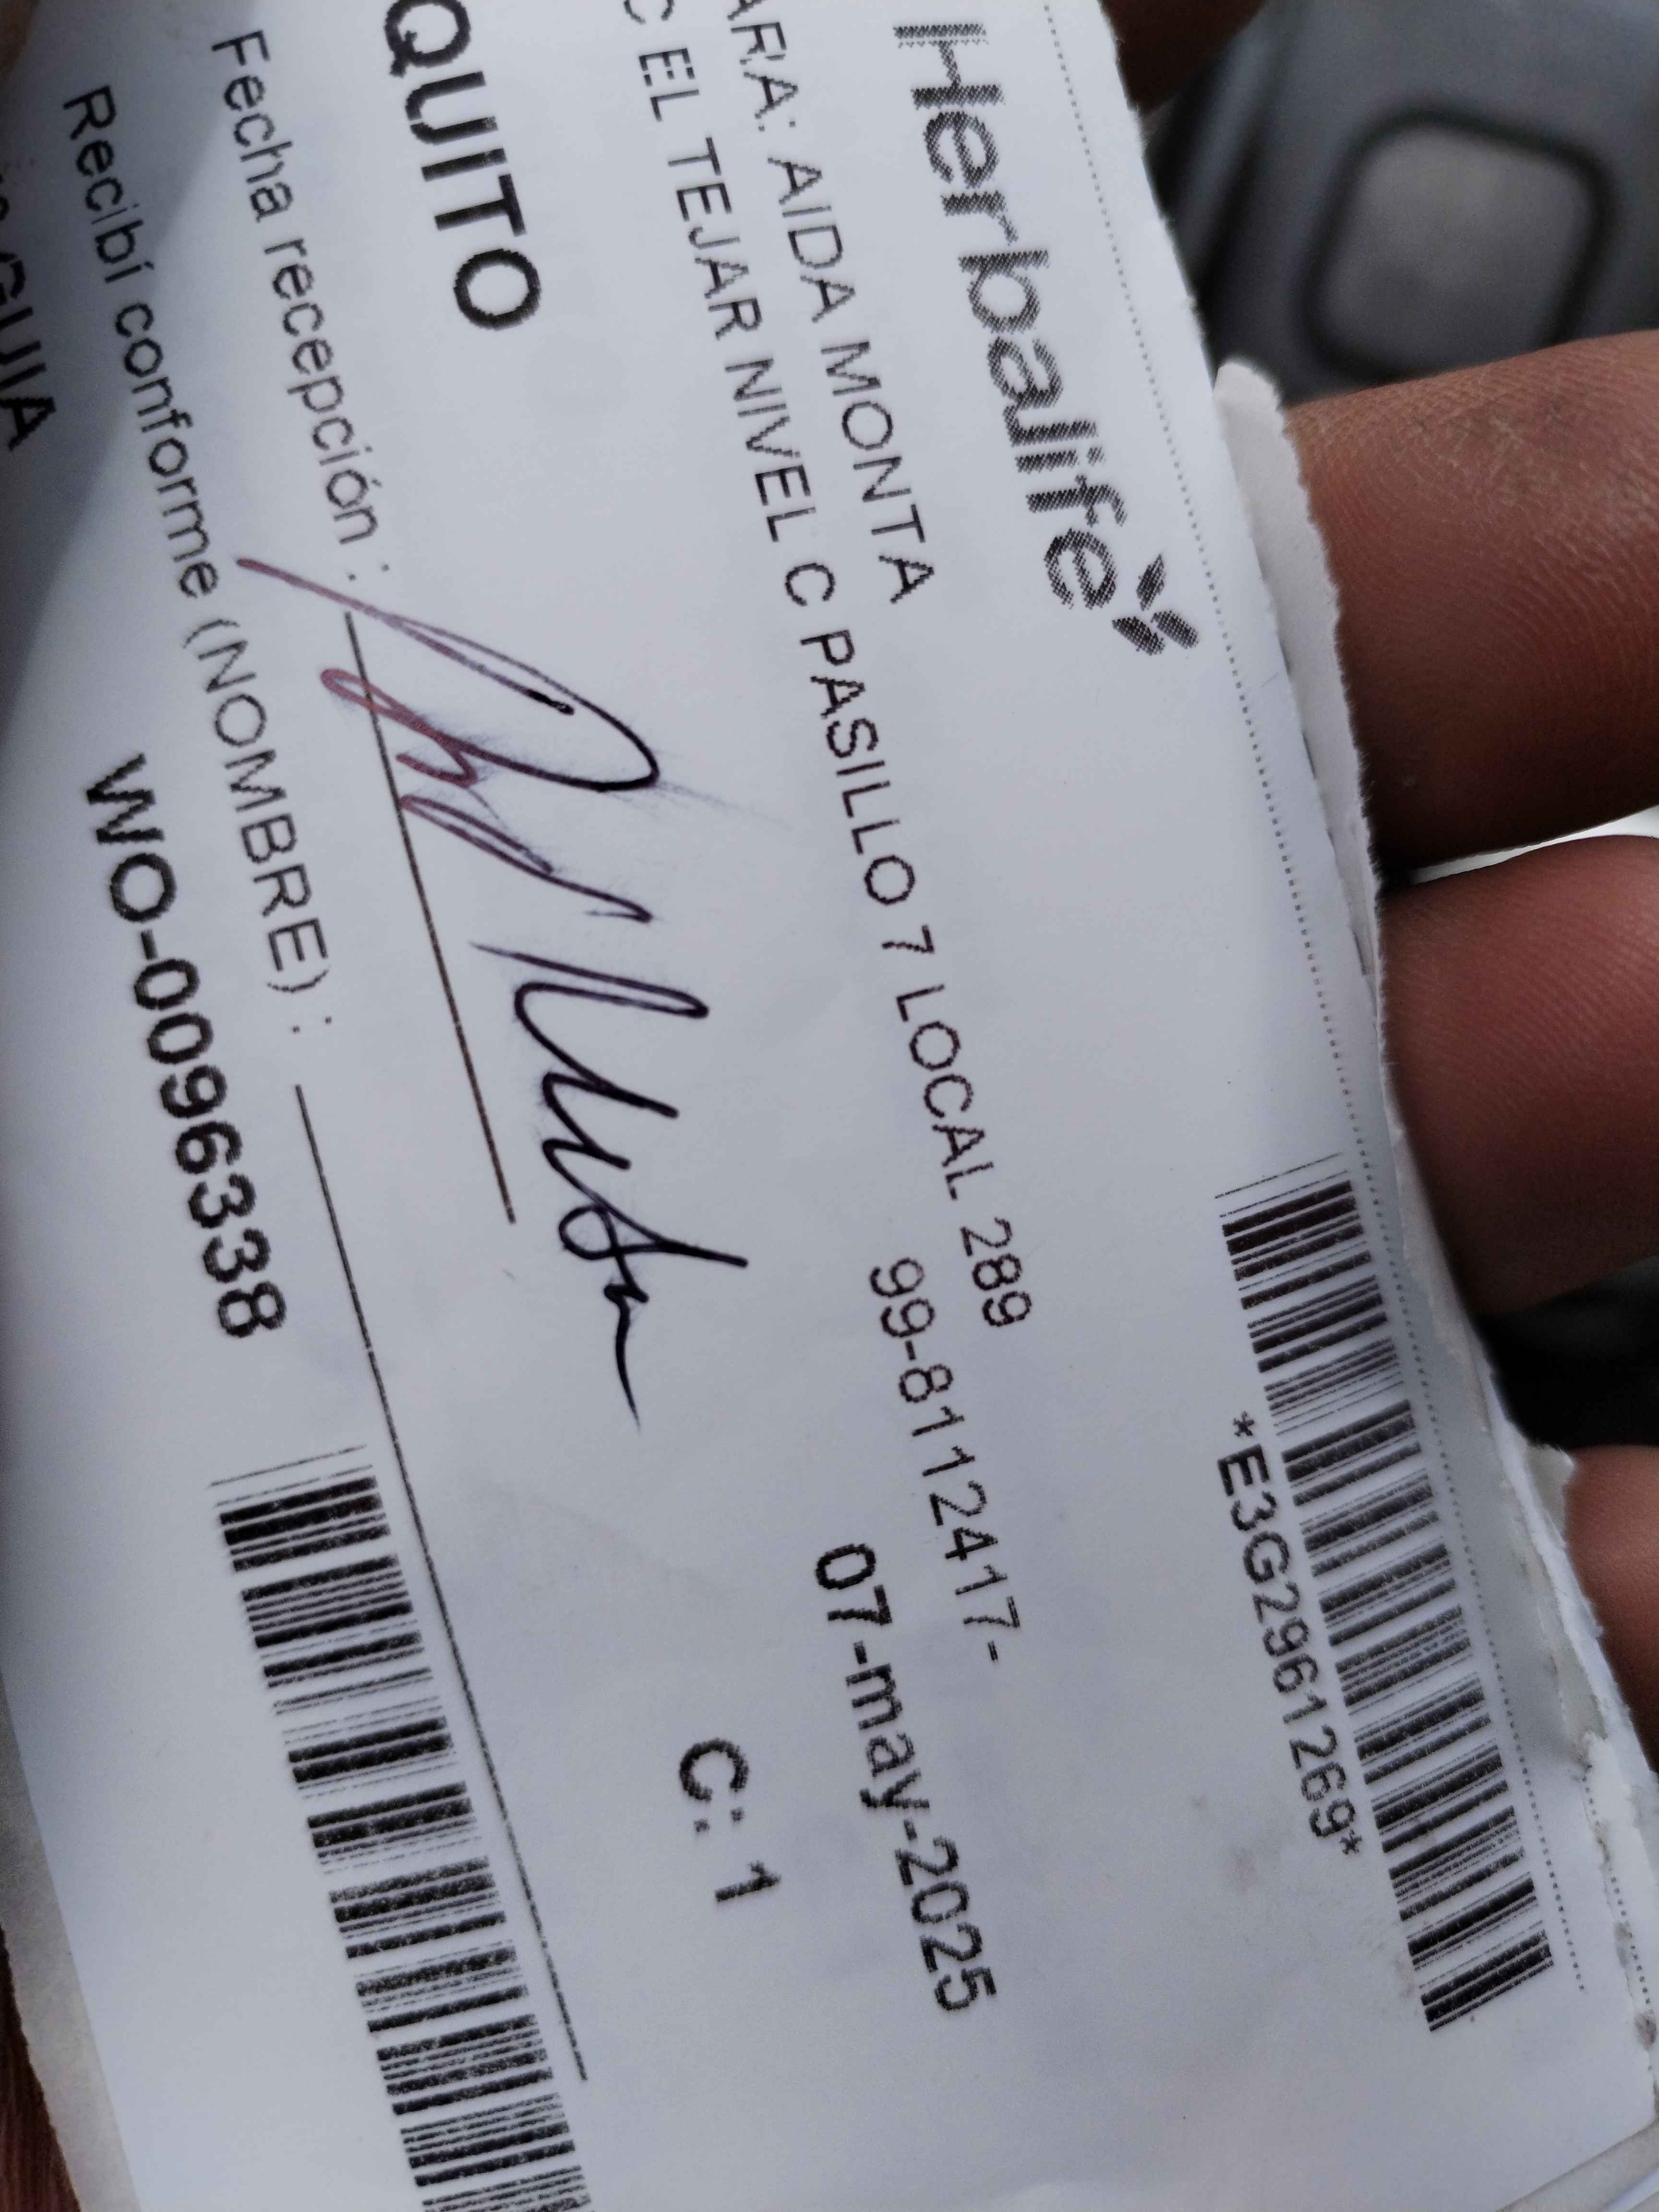 Herbalife
*E3G2961269*
ARA: AIDA MONTA
99-8112417-
C EL TEJAR NIVEL C PASILLO 7 LOCAL 289
07-may-2025
C: 1
QUITO
Fecha recepción :
Recibí conforme (NOMBRE) :
WO-0096338
GUIA